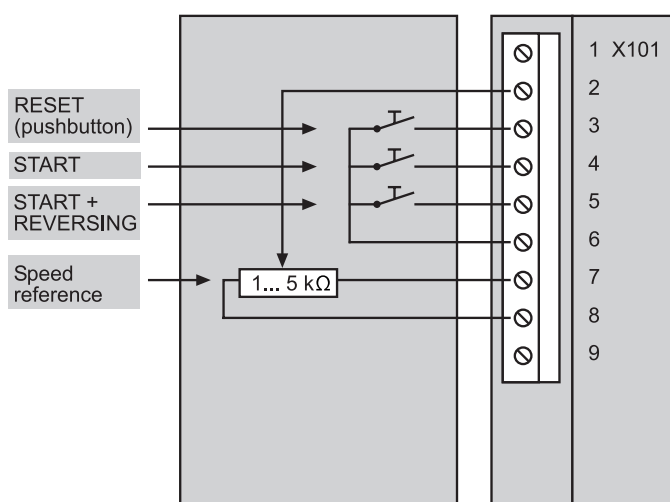 RESET
(pushbutton)
START
START +
REVERSING
Speed
reference
1... 5 kΩ
1 X101
2
3
4
5
6
7
8
9